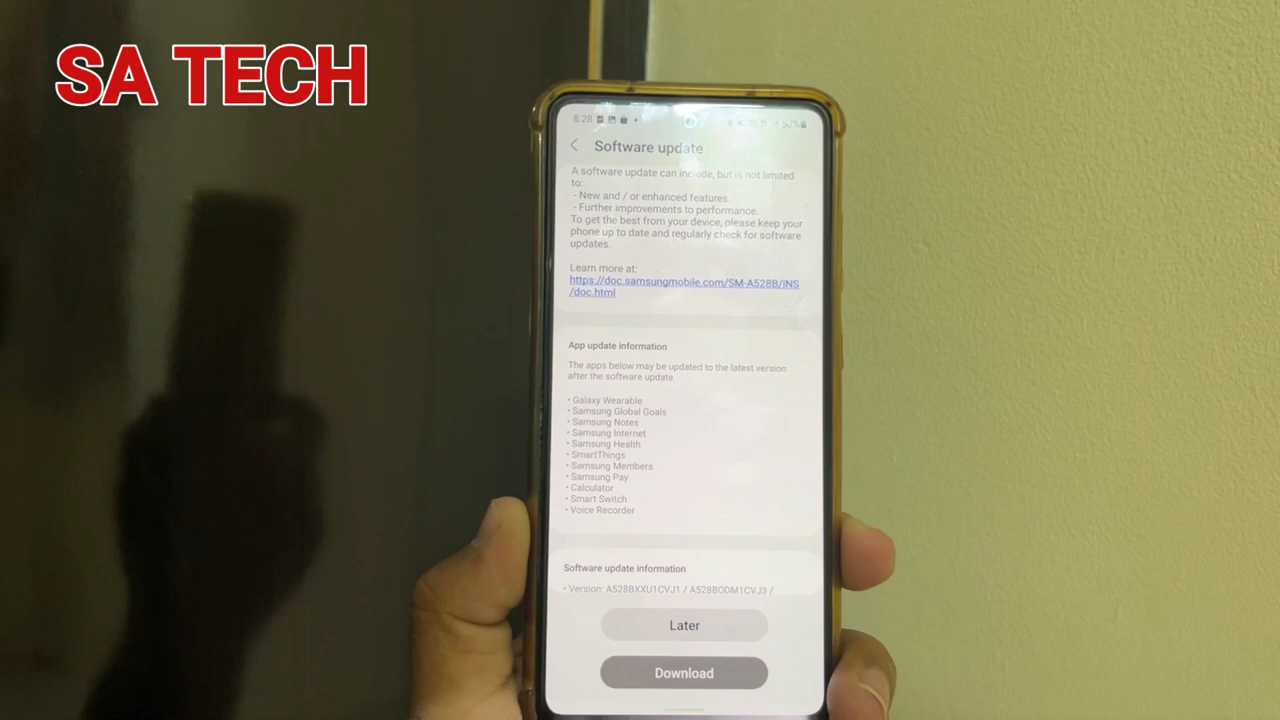 SA TECH
8:28
50%
Software update
A software update can include, but is not limited
to:
- New and / or enhanced features.
- Further improvements to performance.
To get the best from your device, please keep your
phone up to date and regularly check for software
updates.
Learn more at:
https://doc.samsungmobile.com/SM-A528B/INS
/doc.html
App update information
The apps below may be updated to the latest version
after the software update.
• Galaxy Wearable
• Samsung Global Goals
• Samsung Notes
• Samsung Internet
• Samsung Health
• SmartThings
• Samsung Members
• Samsung Pay
• Calculator
• Smart Switch
• Voice Recorder
Software update information
• Version: A528BXXU1CVJ1 / A528BODM1CVJ3 /
Later
Download